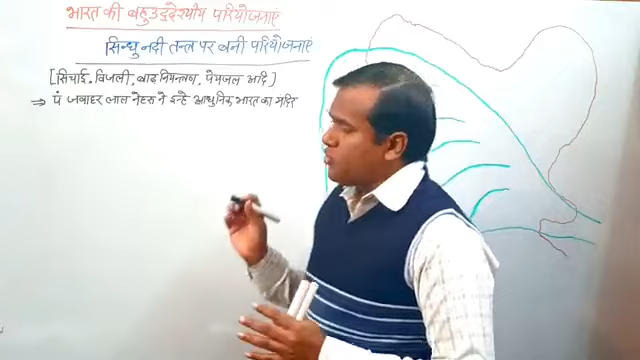 भारत की बहुउद्देश्यीय परियोजनाएं
सिन्धु नदी तन्त्र पर बनी परियोजनाएं
[सिंचाई, बिजली, बाढ़ नियन्त्रण, पेयजल आदि]
⇒ पं जवाहर लाल नेहरू ने इन्हे आधुनिक भारत का मंदिर